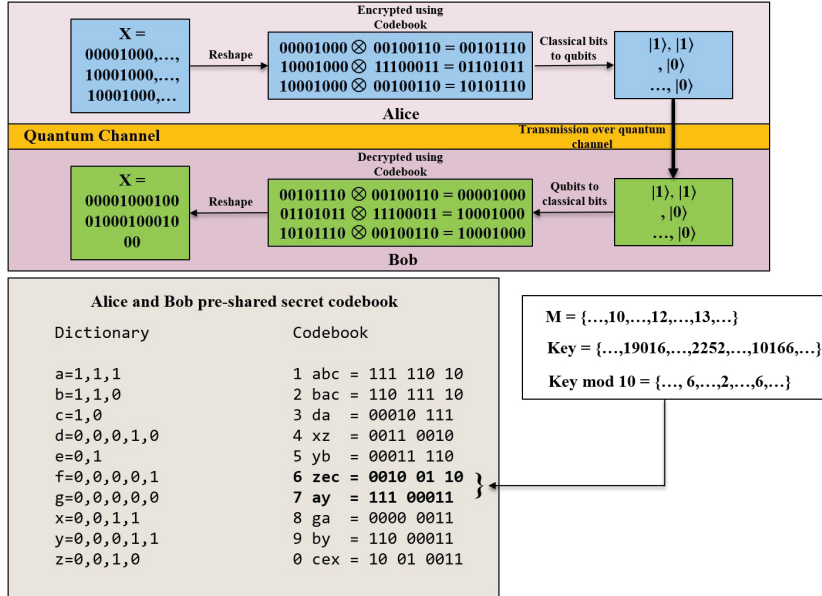 Encrypted using
Codebook
X =
00001000,…,
10001000,…,
10001000,…
Reshape
00001000 ⊗ 00100110 = 00101110
10001000 ⊗ 11100011 = 01101011
10001000 ⊗ 00100110 = 10101110
Classical bits
to qubits
|1⟩, |1⟩
, |0⟩
…, |0⟩
Alice
Quantum Channel
Transmission over quantum
channel
Decrypted using
Codebook
X =
00001000100
01000100010
00
Reshape
00101110 ⊗ 00100110 = 00001000
01101011 ⊗ 11100011 = 10001000
10101110 ⊗ 00100110 = 10001000
Qubits to
classical bits
|1⟩, |1⟩
, |0⟩
…, |0⟩
Bob
Alice and Bob pre-shared secret codebook
Dictionary
a=1,1,1
b=1,1,0
c=1,0
d=0,0,0,1,0
e=0,1
f=0,0,0,0,1
g=0,0,0,0,0
x=0,0,1,1
y=0,0,0,1,1
z=0,0,1,0
Codebook
1 abc = 111 110 10
2 bac = 110 111 10
3 da = 00010 111
4 xz = 0011 0010
5 yb = 00011 110
6 zec = 0010 01 10
7 ay = 111 00011
8 ga = 0000 0011
9 by = 110 00011
0 cex = 10 01 0011
}
M = {…,10,…,12,…,13,…}
Key = {…,19016,…,2252,…,10166,…}
Key mod 10 = {…, 6,…,2,…,6,…}